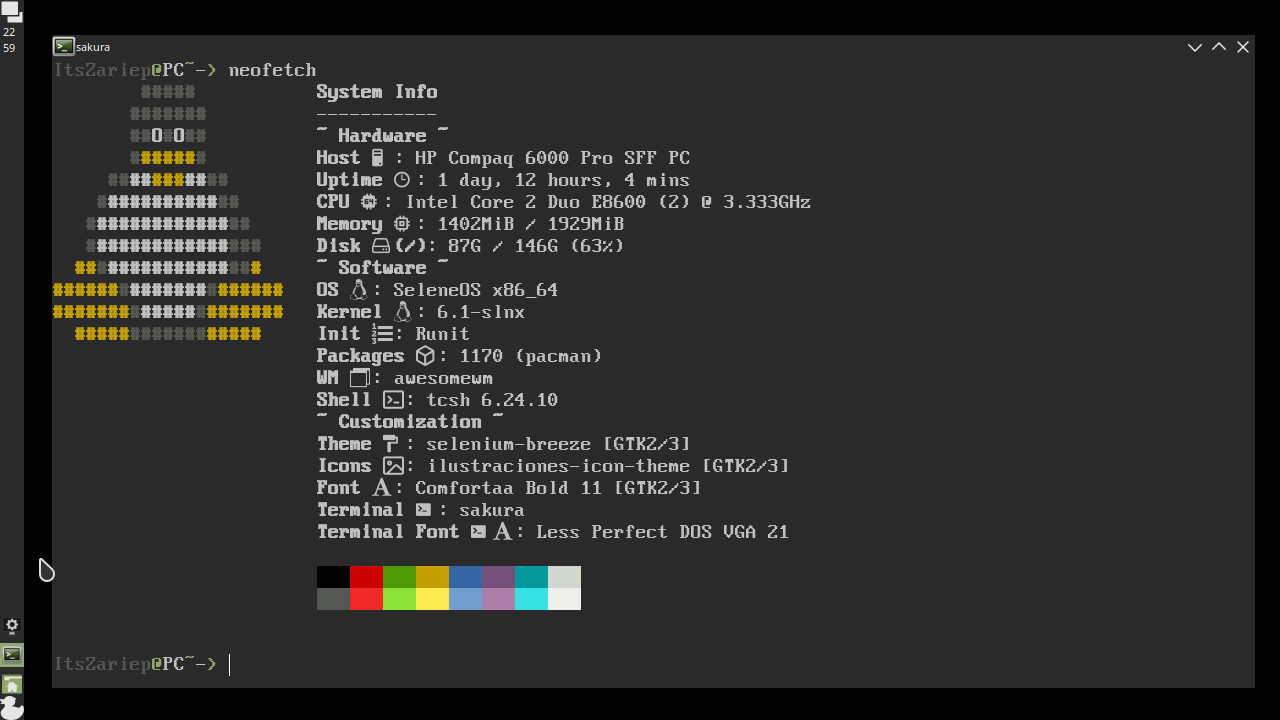 22
59
sakura
ItsZariep@PC~-> neofetch
System Info
-----------
~ Hardware ~
Host : HP Compaq 6000 Pro SFF PC
Uptime : 1 day, 12 hours, 4 mins
CPU : Intel Core 2 Duo E8600 (2) @ 3.333GHz
Memory : 1402MiB / 1929MiB
Disk (/): 87G / 146G (63%)
~ Software ~
OS : SeleneOS x86_64
Kernel : 6.1-slnx
Init : Runit
Packages : 1170 (pacman)
WM : awesomewm
Shell : tcsh 6.24.10
~ Customization ~
Theme : selenium-breeze [GTK2/3]
Icons : ilustraciones-icon-theme [GTK2/3]
Font : Comfortaa Bold 11 [GTK2/3]
Terminal : sakura
Terminal Font : Less Perfect DOS VGA 21
ItsZariep@PC~->